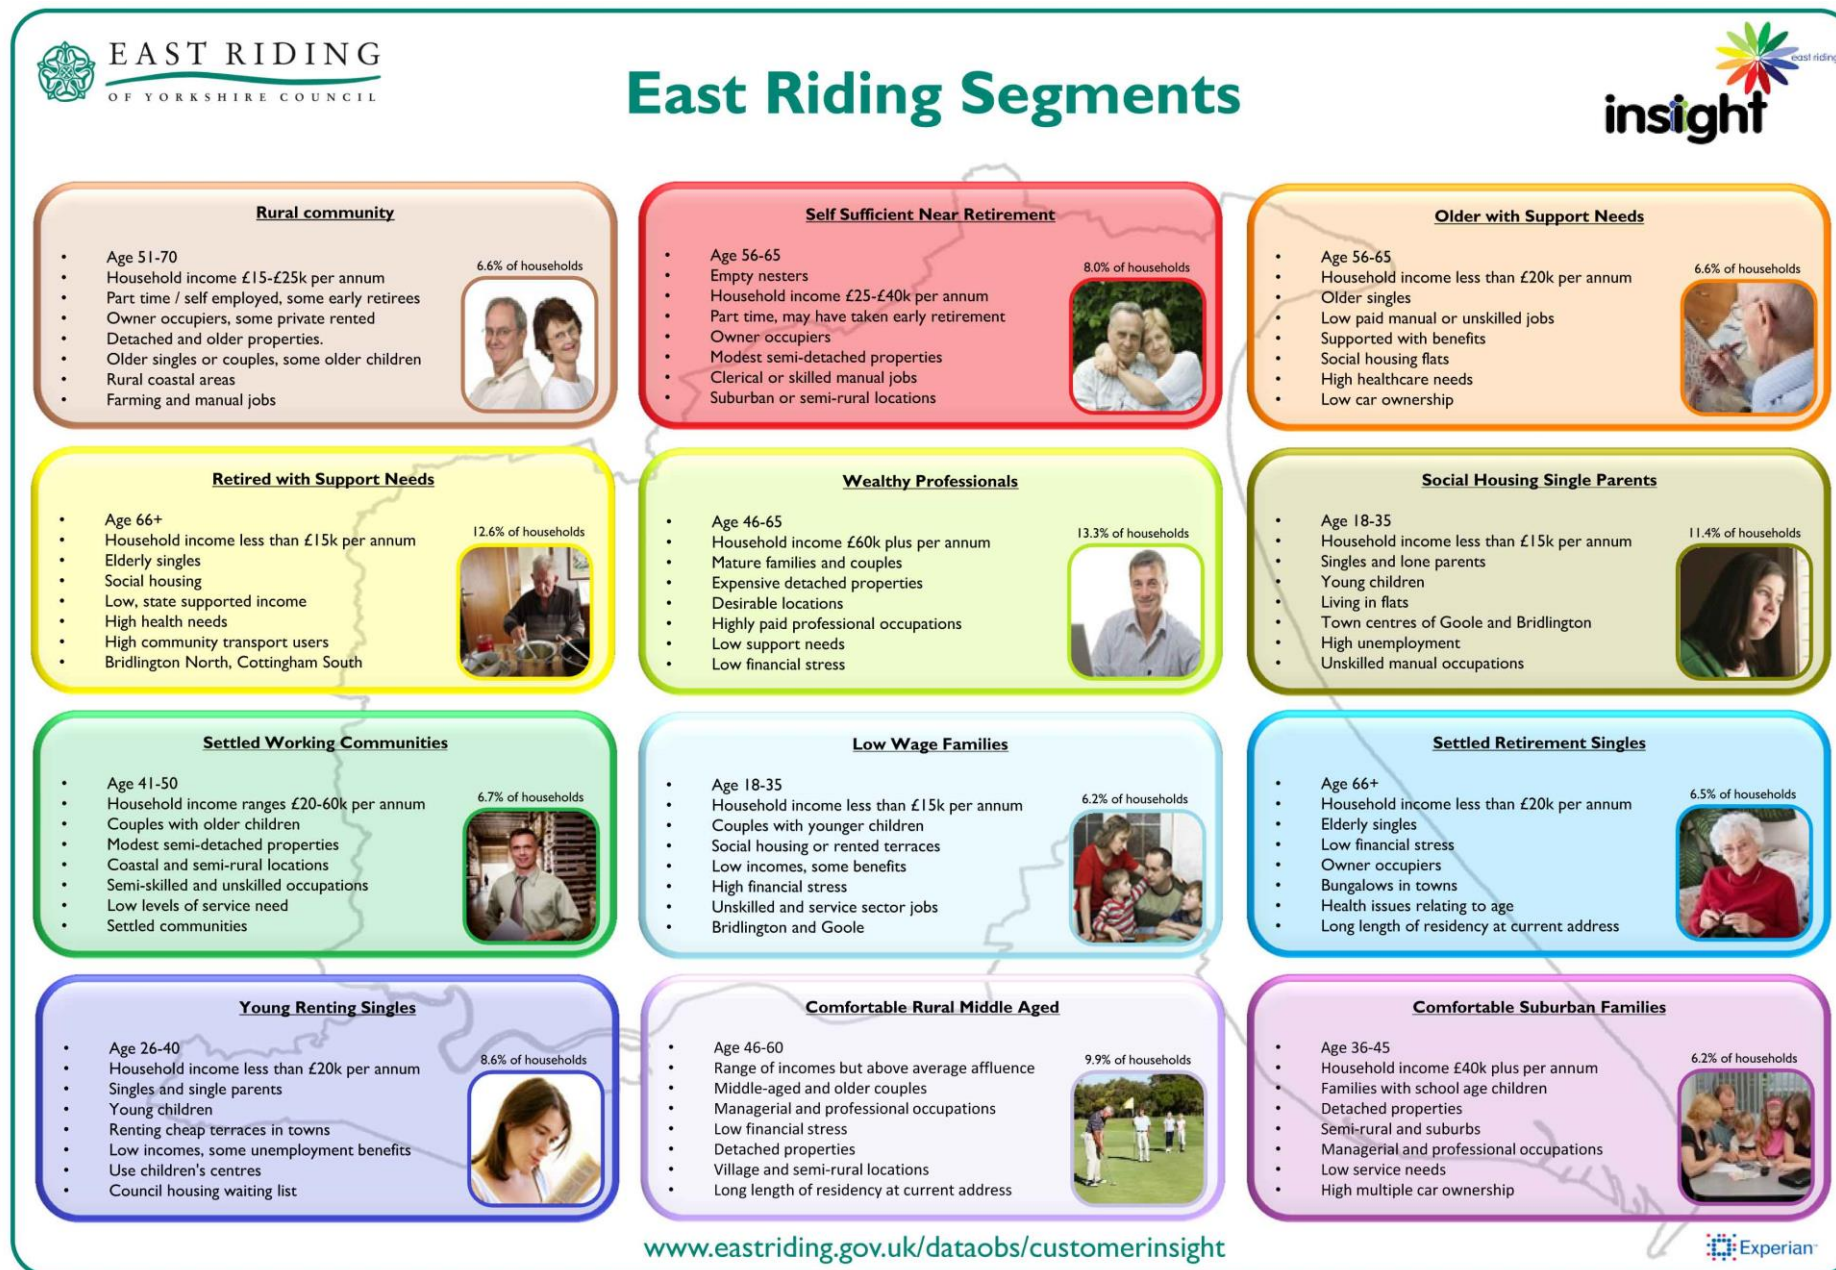 EAST RIDING
OF YORKSHIRE COUNCIL
East Riding Segments
east riding
insight
Rural community
• Age 51-70
• Household income £15-£25k per annum
• Part time / self employed, some early retirees
• Owner occupiers, some private rented
• Detached and older properties.
• Older singles or couples, some older children
• Rural coastal areas
• Farming and manual jobs
6.6% of households
Self Sufficient Near Retirement
• Age 56-65
• Empty nesters
• Household income £25-£40k per annum
• Part time, may have taken early retirement
• Owner occupiers
• Modest semi-detached properties
• Clerical or skilled manual jobs
• Suburban or semi-rural locations
8.0% of households
Older with Support Needs
• Age 56-65
• Household income less than £20k per annum
• Older singles
• Low paid manual or unskilled jobs
• Supported with benefits
• Social housing flats
• High healthcare needs
• Low car ownership
6.6% of households
Retired with Support Needs
• Age 66+
• Household income less than £15k per annum
• Elderly singles
• Social housing
• Low, state supported income
• High health needs
• High community transport users
• Bridlington North, Cottingham South
12.6% of households
Wealthy Professionals
• Age 46-65
• Household income £60k plus per annum
• Mature families and couples
• Expensive detached properties
• Desirable locations
• Highly paid professional occupations
• Low support needs
• Low financial stress
13.3% of households
Social Housing Single Parents
• Age 18-35
• Household income less than £15k per annum
• Singles and lone parents
• Young children
• Living in flats
• Town centres of Goole and Bridlington
• High unemployment
• Unskilled manual occupations
11.4% of households
Settled Working Communities
• Age 41-50
• Household income ranges £20-60k per annum
• Couples with older children
• Modest semi-detached properties
• Coastal and semi-rural locations
• Semi-skilled and unskilled occupations
• Low levels of service need
• Settled communities
6.7% of households
Low Wage Families
• Age 18-35
• Household income less than £15k per annum
• Couples with younger children
• Social housing or rented terraces
• Low incomes, some benefits
• High financial stress
• Unskilled and service sector jobs
• Bridlington and Goole
6.2% of households
Settled Retirement Singles
• Age 66+
• Household income less than £20k per annum
• Elderly singles
• Low financial stress
• Owner occupiers
• Bungalows in towns
• Health issues relating to age
• Long length of residency at current address
6.5% of households
Young Renting Singles
• Age 26-40
• Household income less than £20k per annum
• Singles and single parents
• Young children
• Renting cheap terraces in towns
• Low incomes, some unemployment benefits
• Use children's centres
• Council housing waiting list
8.6% of households
Comfortable Rural Middle Aged
• Age 46-60
• Range of incomes but above average affluence
• Middle-aged and older couples
• Managerial and professional occupations
• Low financial stress
• Detached properties
• Village and semi-rural locations
• Long length of residency at current address
9.9% of households
Comfortable Suburban Families
• Age 36-45
• Household income £40k plus per annum
• Families with school age children
• Detached properties
• Semi-rural and suburbs
• Managerial and professional occupations
• Low service needs
• High multiple car ownership
6.2% of households
www.eastriding.gov.uk/dataobs/customerinsight
Experian